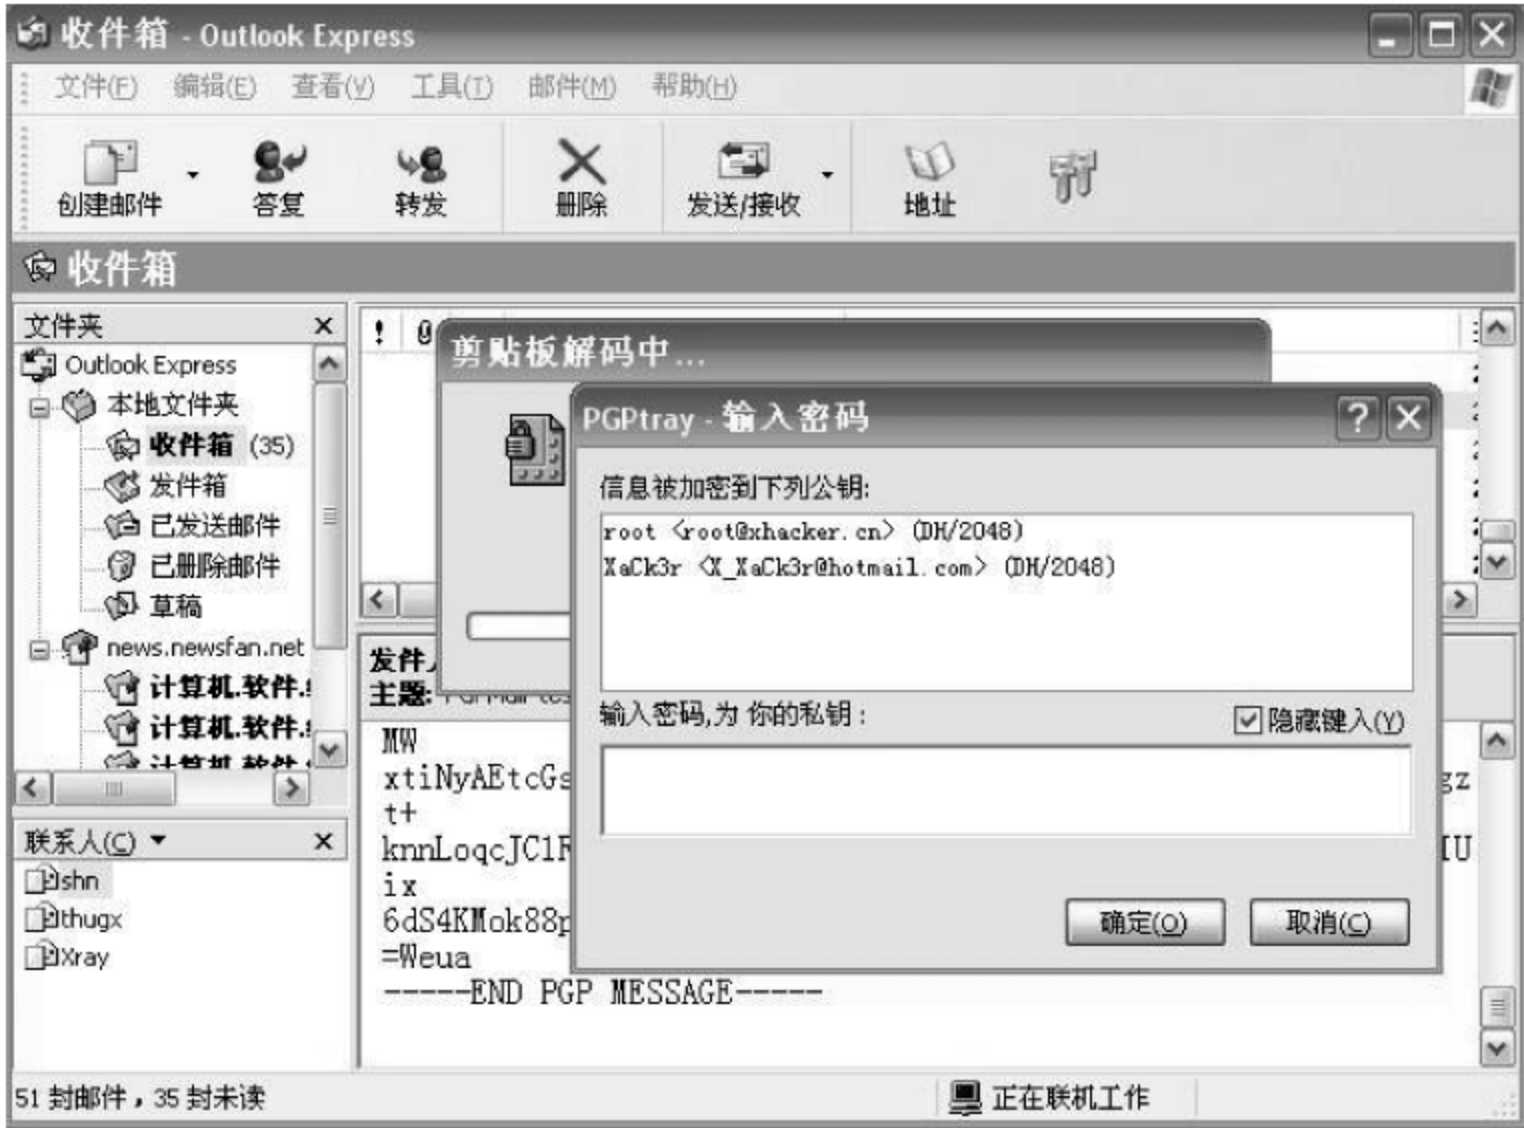 收件箱 - Outlook Express
文件(F) 编辑(E) 查看(V) 工具(T) 邮件(M) 帮助(H)
创建邮件 答复 转发 删除 发送/接收 地址
收件箱
文件夹
Outlook Express
本地文件夹
收件箱 (35)
发件箱
已发送邮件
已删除邮件
草稿
news.newsfan.net
计算机.软件.
计算机.软件.
计算机.软件.
联系人(C)
shn
thugx
Xray
! @
剪贴板解码中...
PGPtray - 输入密码
信息被加密到下列公钥:
root <root@xhacker.cn> (DH/2048)
XaCk3r <X_XaCk3r@hotmail.com> (DH/2048)
输入密码,为 你的私钥 :
隐藏键入(Y)
确定(O) 取消(C)
发件
主题:
MW
xtiNyAEtcGs gz
t+
knnLoqcJC1F IU
ix
6dS4KMok88p
=Weua
-----END PGP MESSAGE-----
51 封邮件，35 封未读
正在联机工作